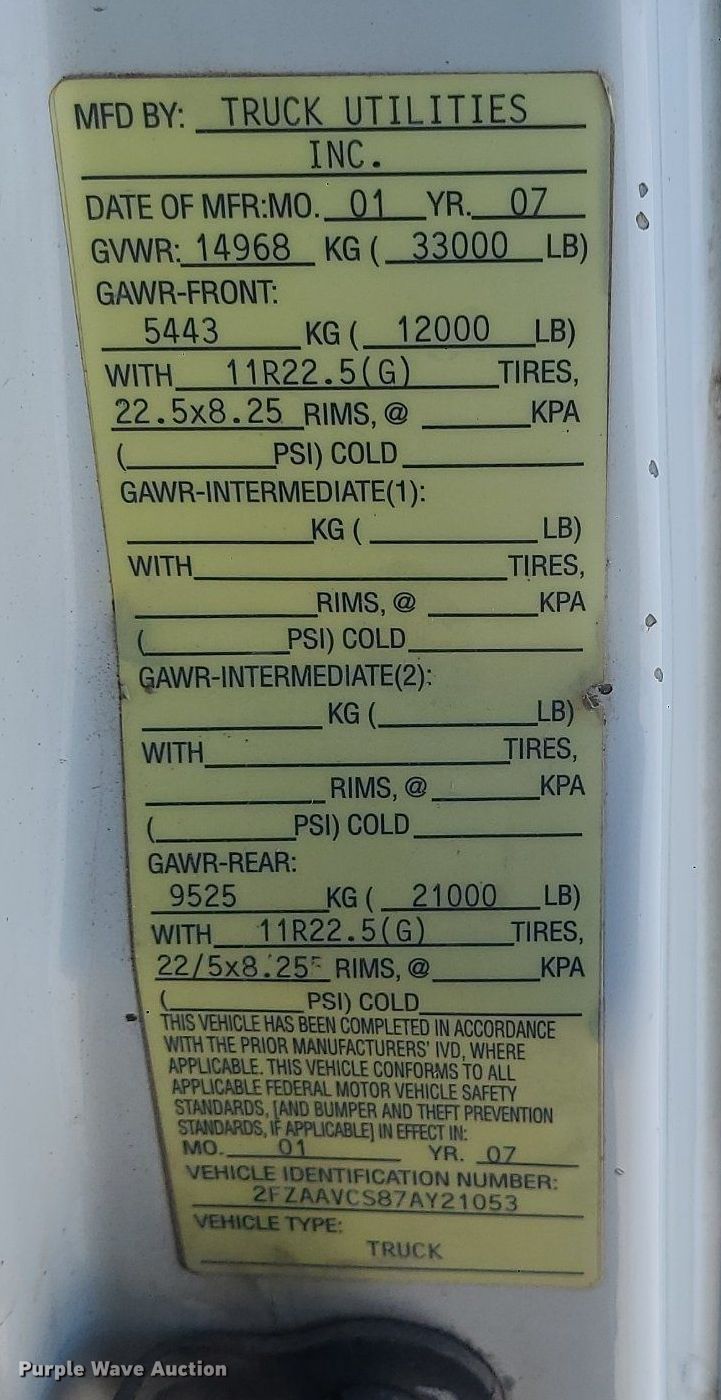 MFD BY: TRUCK UTILITIES
INC.
DATE OF MFR:MO. 01 YR. 07
GVWR: 14968 KG ( 33000 LB)
GAWR-FRONT:
5443 KG ( 12000 LB)
WITH 11R22.5(G) TIRES,
22.5x8.25 RIMS, @ KPA
( PSI) COLD
GAWR-INTERMEDIATE(1):
KG ( LB)
WITH TIRES,
RIMS, @ KPA
( PSI) COLD
GAWR-INTERMEDIATE(2):
KG ( LB)
WITH TIRES,
RIMS, @ KPA
( PSI) COLD
GAWR-REAR:
9525 KG ( 21000 LB)
WITH 11R22.5(G) TIRES,
22/5x8.25 RIMS, @ KPA
( PSI) COLD
THIS VEHICLE HAS BEEN COMPLETED IN ACCORDANCE
WITH THE PRIOR MANUFACTURERS' IVD, WHERE
APPLICABLE. THIS VEHICLE CONFORMS TO ALL
APPLICABLE FEDERAL MOTOR VEHICLE SAFETY
STANDARDS, [AND BUMPER AND THEFT PREVENTION
STANDARDS, IF APPLICABLE] IN EFFECT IN:
MO. 01 YR. 07
VEHICLE IDENTIFICATION NUMBER:
2FZAAVCS87AY21053
VEHICLE TYPE:
TRUCK
Purple Wave Auction